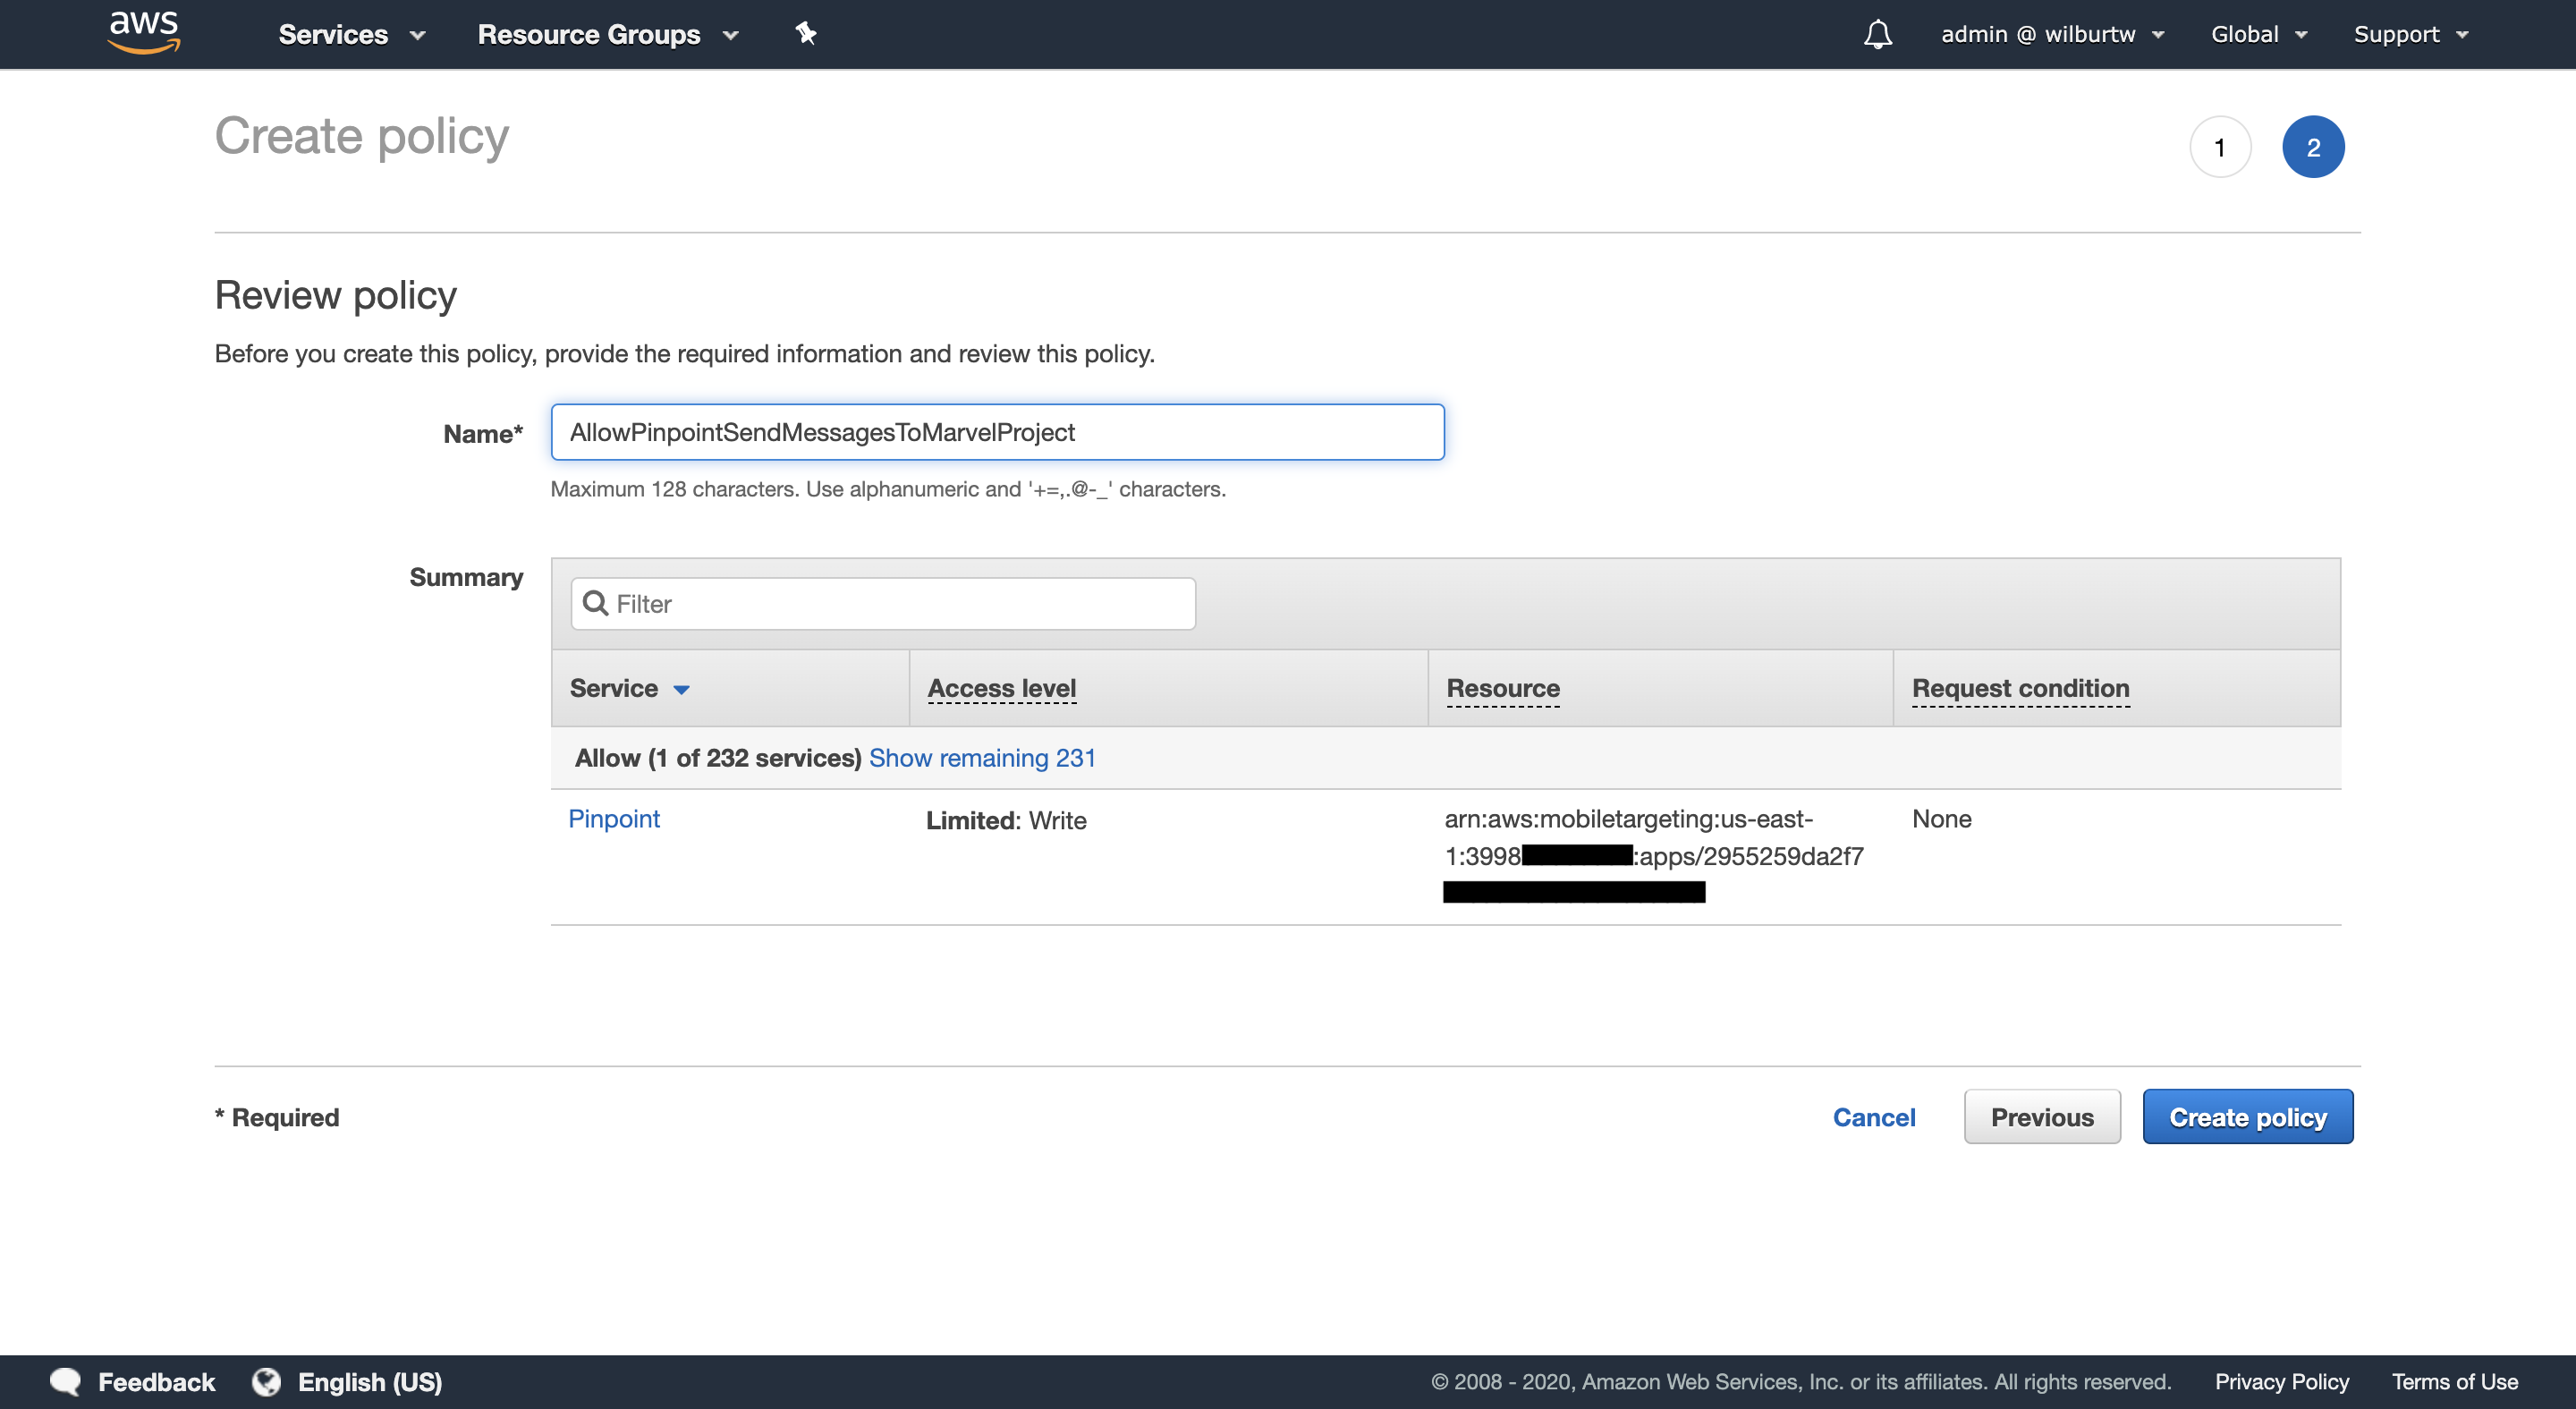 aws Services Resource Groups admin @ wilburtw Global Support
Create policy 1 2
Review policy
Before you create this policy, provide the required information and review this policy.
Name* AllowPinpointSendMessagesToMarvelProject
Maximum 128 characters. Use alphanumeric and '+=,.@-_' characters.
Summary
Filter
Service Access level Resource Request condition
Allow (1 of 232 services) Show remaining 231
Pinpoint Limited: Write arn:aws:mobiletargeting:us-east- None
1:3998 :apps/2955259da2f7
* Required Cancel Previous Create policy
Feedback English (US) © 2008 - 2020, Amazon Web Services, Inc. or its affiliates. All rights reserved. Privacy Policy Terms of Use